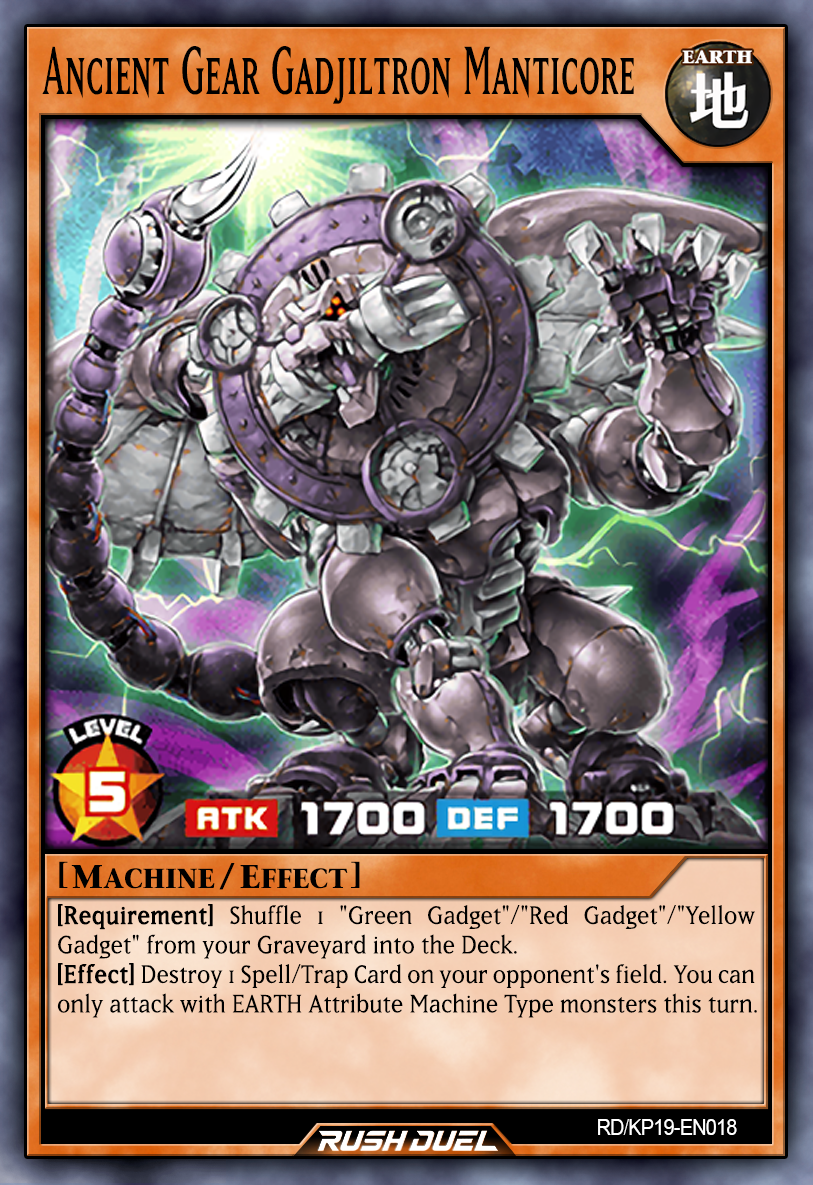 ANCIENT GEAR GADJILTRON MANTICORE
EARTH
地
LEVEL
5
ATK 1700 DEF 1700
[MACHINE/EFFECT]
[Requirement] Shuffle 1 "Green Gadget"/"Red Gadget"/"Yellow
Gadget" from your Graveyard into the Deck.
[Effect] Destroy 1 Spell/Trap Card on your opponent's field. You can
only attack with EARTH Attribute Machine Type monsters this turn.
RD/KP19-EN018
RUSH DUEL